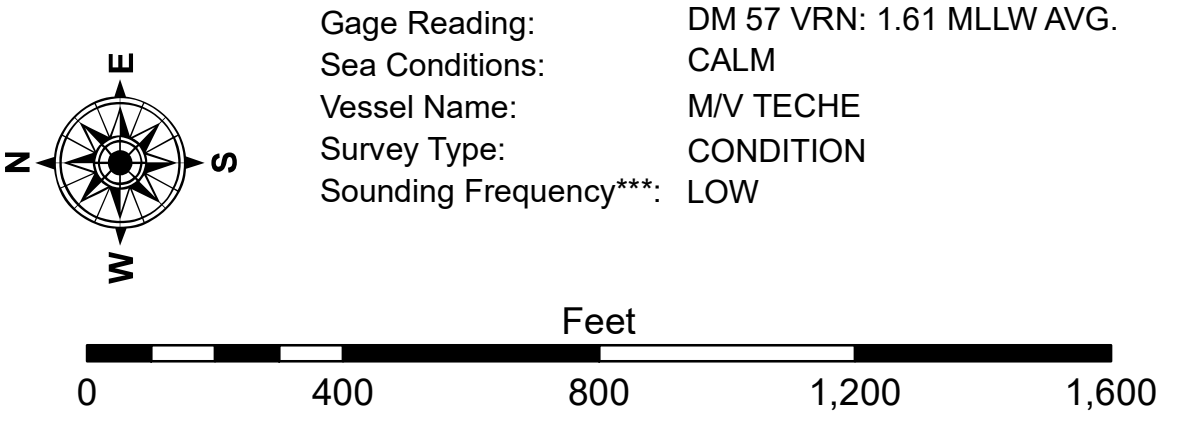 Gage Reading: DM 57 VRN: 1.61 MLLW AVG.
Sea Conditions: CALM
Vessel Name: M/V TECHE
Survey Type: CONDITION
Sounding Frequency***: LOW
E
N S
W
Feet
0 400 800 1,200 1,600